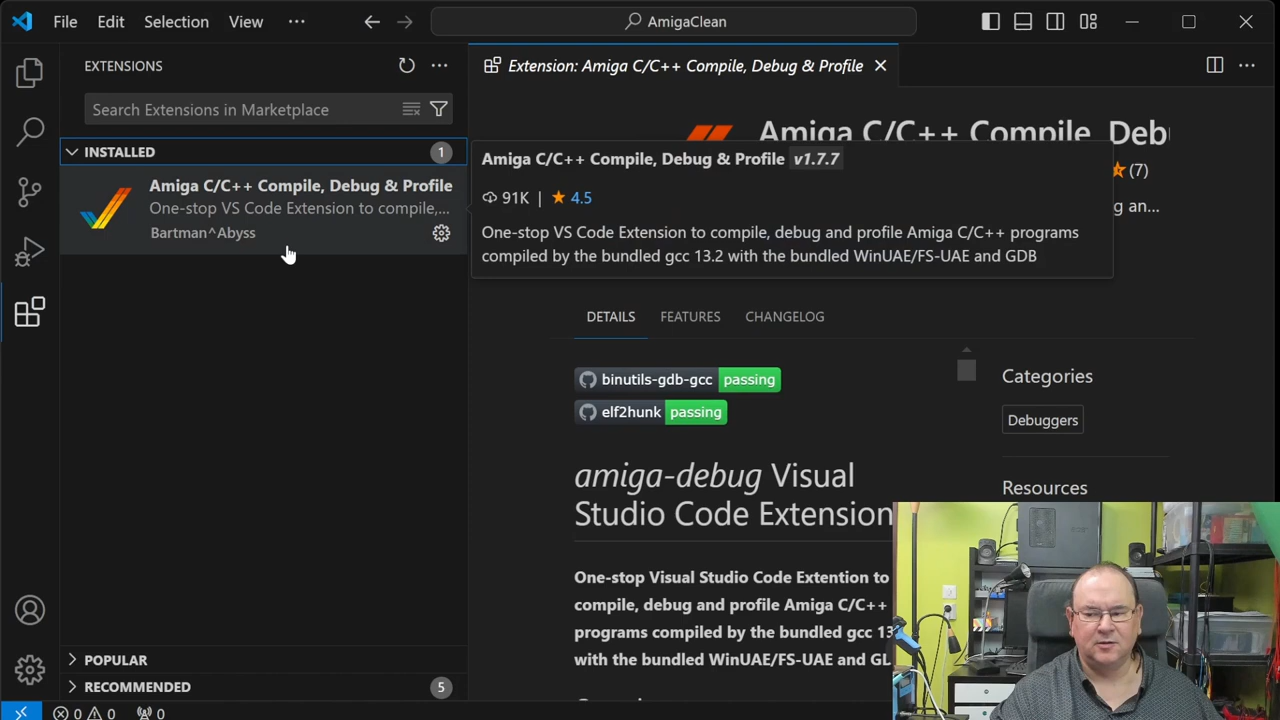 File Edit Selection View ··· AmigaClean
EXTENSIONS
Search Extensions in Marketplace
INSTALLED 1
Amiga C/C++ Compile, Debug & Profile
One-stop VS Code Extension to compile,...
Bartman^Abyss
POPULAR
RECOMMENDED 5
0 0 0
Extension: Amiga C/C++ Compile, Debug & Profile
Amiga C/C++ Compile, Deb
(7)
g an...
Amiga C/C++ Compile, Debug & Profile v1.7.7
91K | 4.5
One-stop VS Code Extension to compile, debug and profile Amiga C/C++ programs
compiled by the bundled gcc 13.2 with the bundled WinUAE/FS-UAE and GDB
DETAILS FEATURES CHANGELOG
binutils-gdb-gcc passing
elf2hunk passing
amiga-debug Visual
Studio Code Extension
One-stop Visual Studio Code Extention to
compile, debug and profile Amiga C/C++
programs compiled by the bundled gcc 13
with the bundled WinUAE/FS-UAE and
Categories
Debuggers
Resources